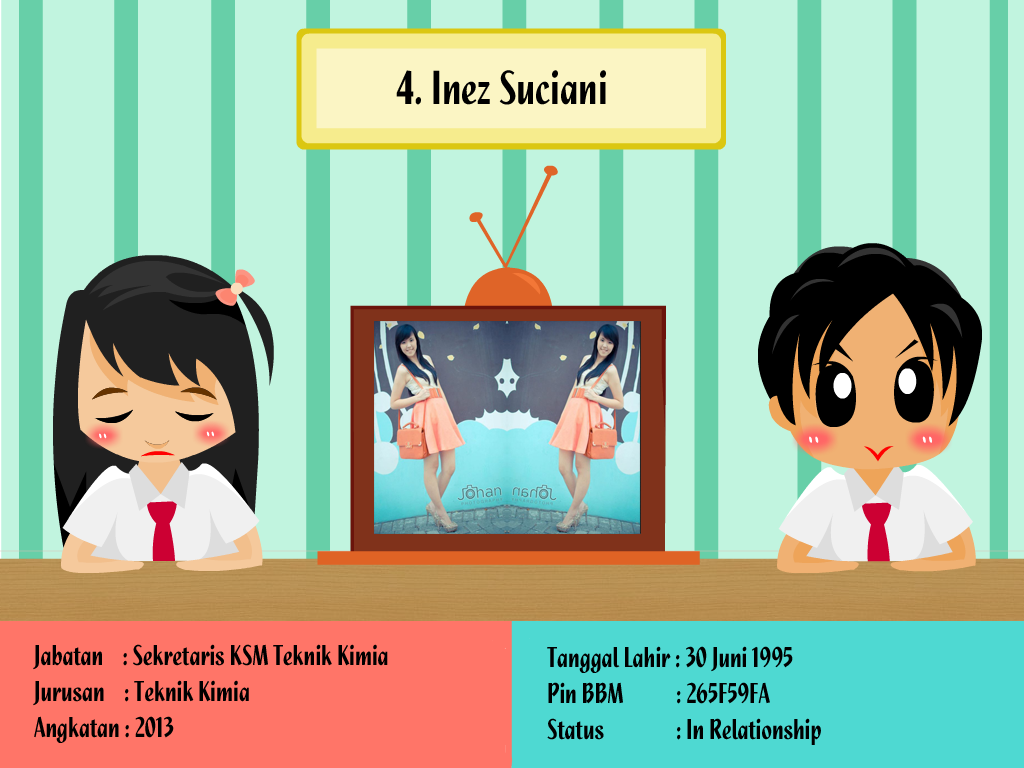 4. Inez Suciani
Johan
Jabatan : Sekretaris KSM Teknik Kimia
Jurusan : Teknik Kimia
Angkatan : 2013
Tanggal Lahir : 30 Juni 1995
Pin BBM : 265F59FA
Status : In Relationship